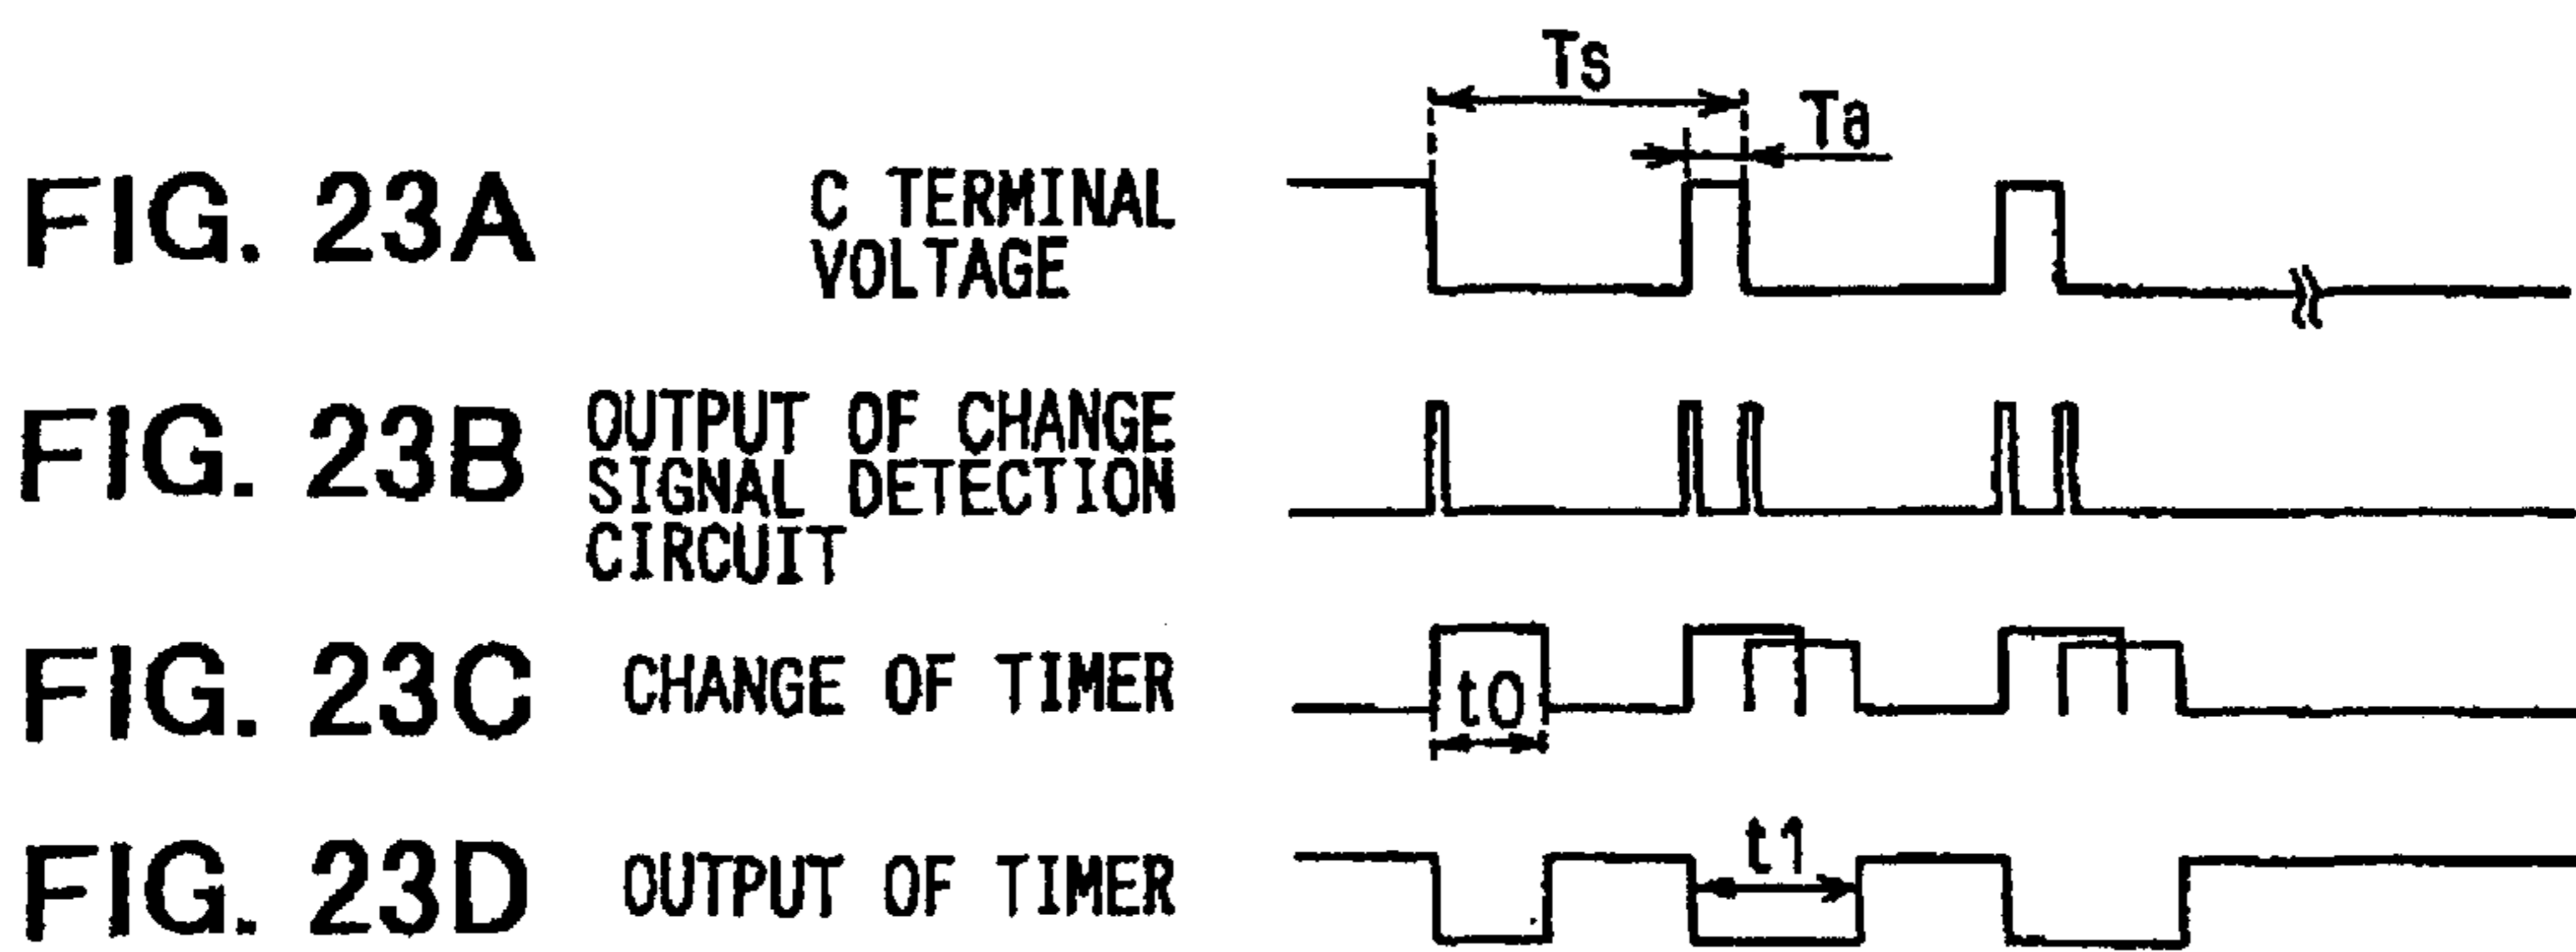 Ts
Ta
FIG. 23A
C TERMINAL
VOLTAGE
FIG. 23B
OUTPUT OF CHANGE
SIGNAL DETECTION
CIRCUIT
FIG. 23C
CHANGE OF TIMER
t0
FIG. 23D
OUTPUT OF TIMER
t1